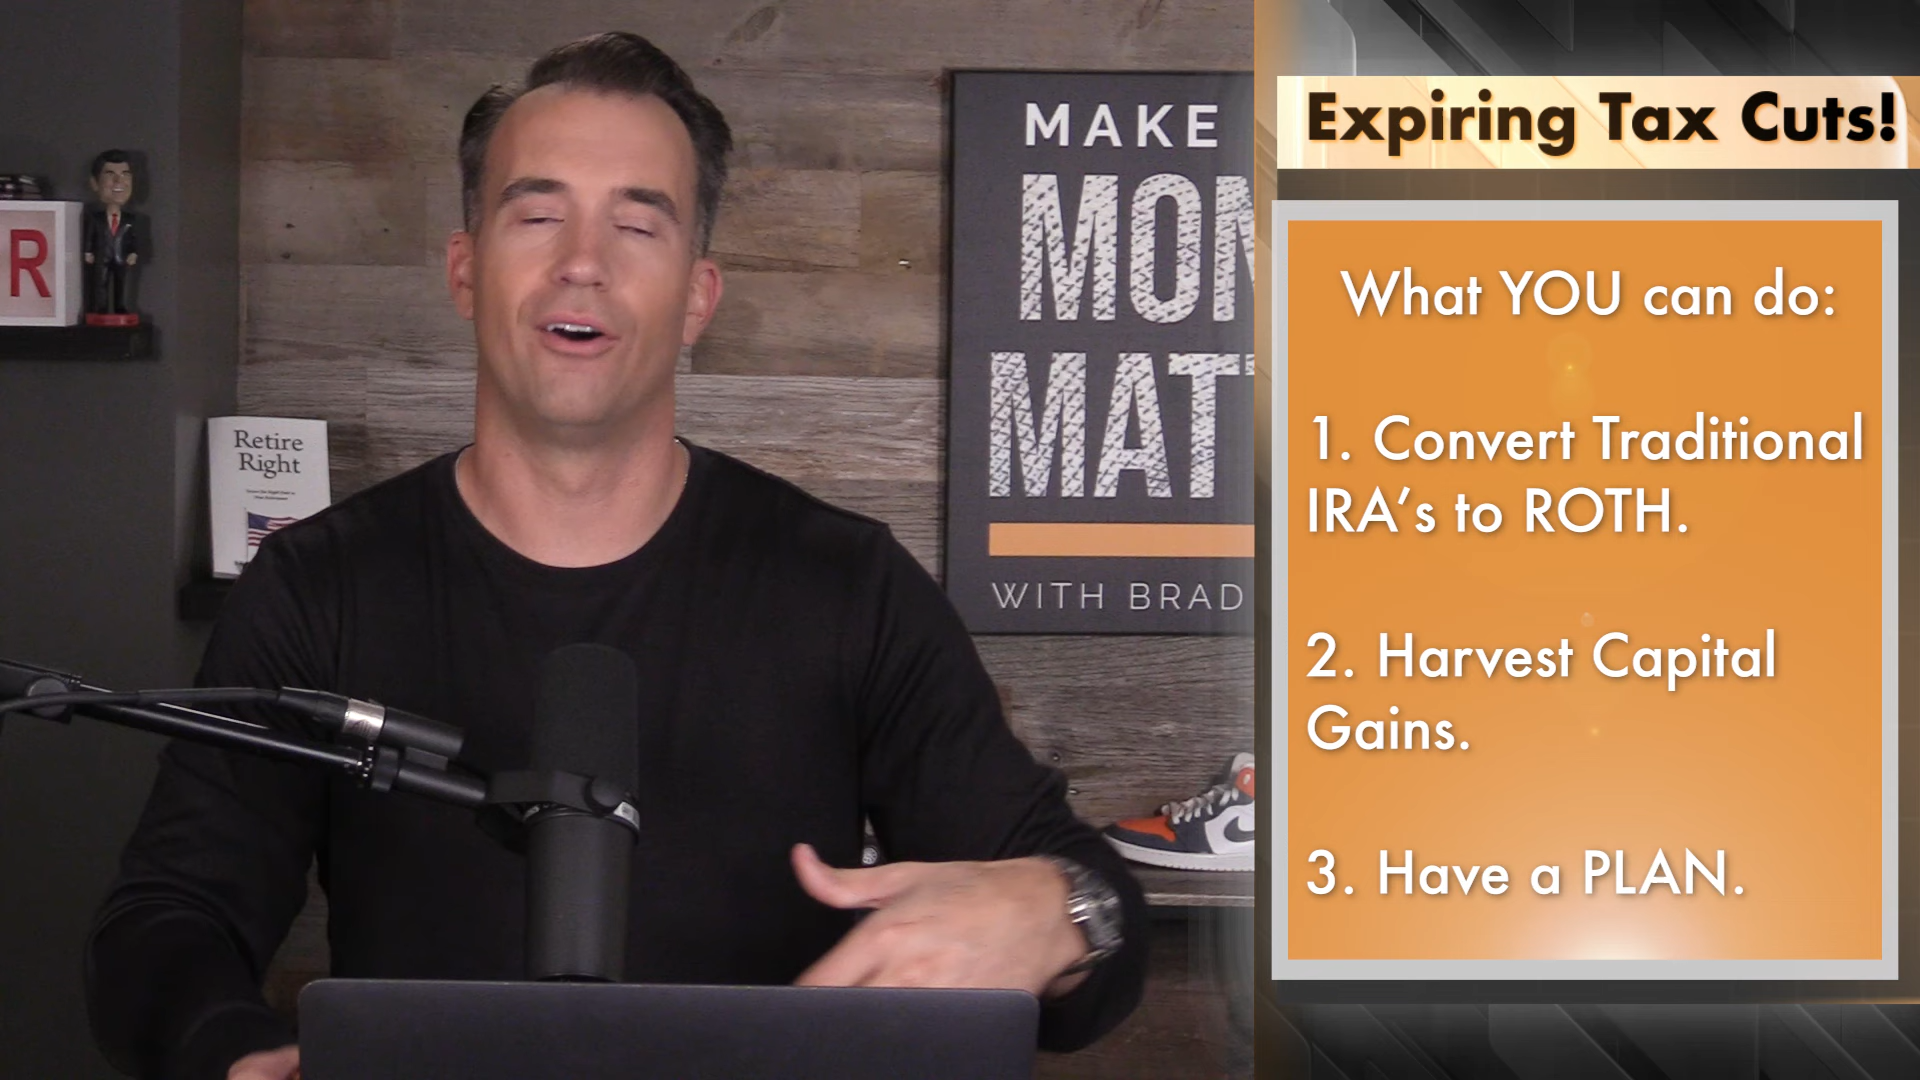 R
Retire
Right
MAKE
MON
MAT
WITH BRAD
Expiring Tax Cuts!
What YOU can do:
1. Convert Traditional
IRA’s to ROTH.
2. Harvest Capital
Gains.
3. Have a PLAN.